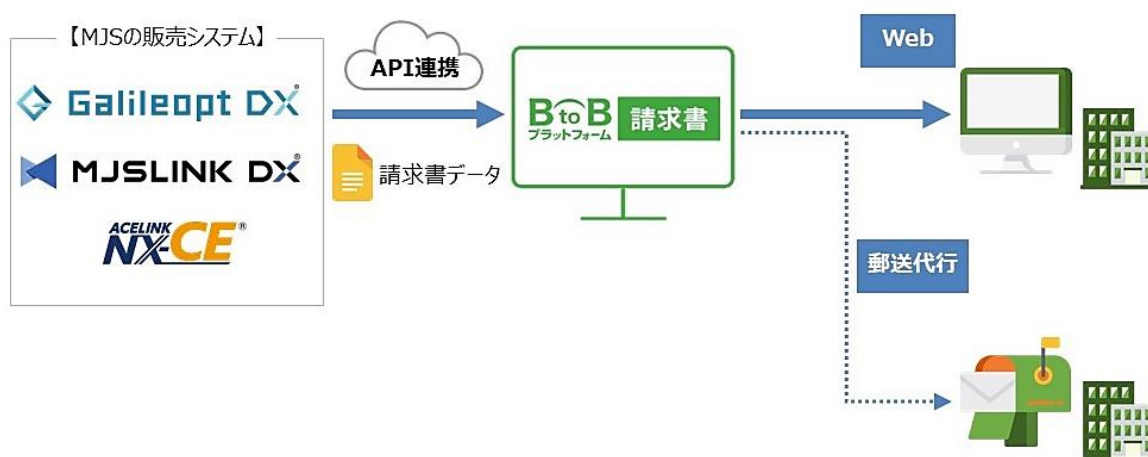 【MJSの販売システム】
Galileopt DX®
MJSLINK DX®
ACELINK
NX-CE®
API連携
請求書データ
BtoB
プラットフォーム
請求書
Web
郵送代行